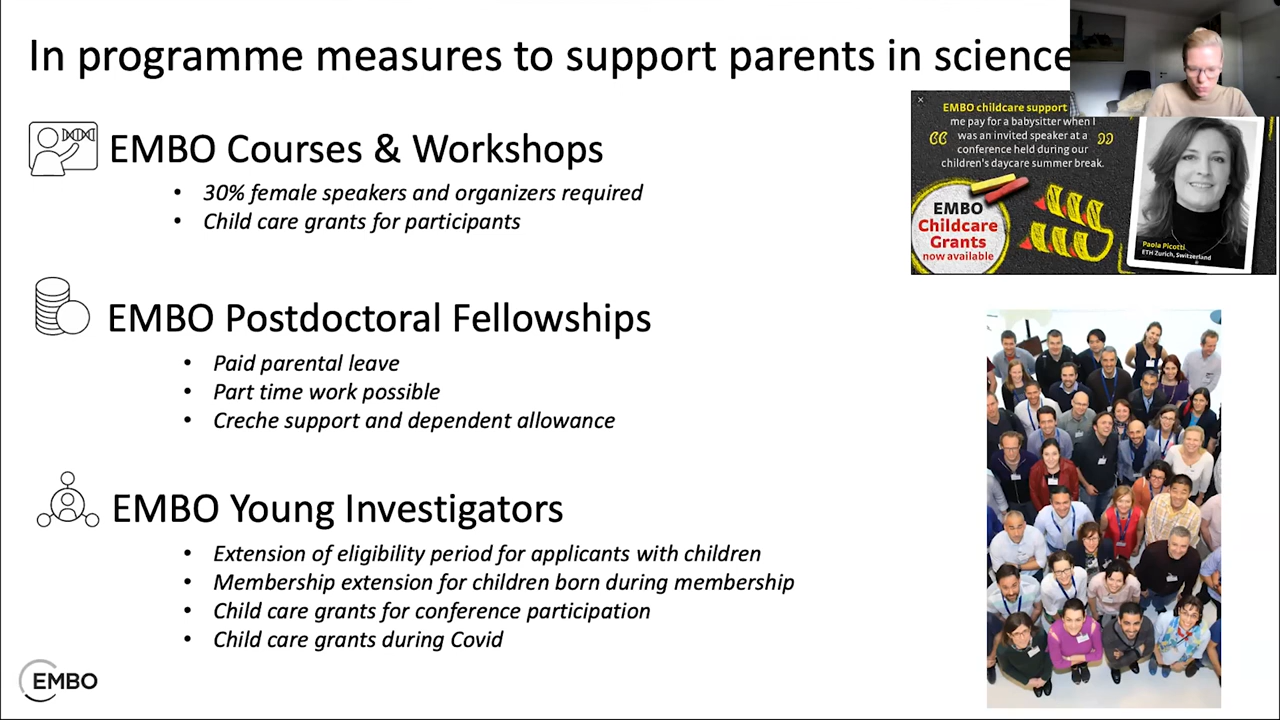 In programme measures to support parents in science
EMBO Courses & Workshops
• 30% female speakers and organizers required
• Child care grants for participants
EMBO Postdoctoral Fellowships
• Paid parental leave
• Part time work possible
• Creche support and dependent allowance
EMBO Young Investigators
• Extension of eligibility period for applicants with children
• Membership extension for children born during membership
• Child care grants for conference participation
• Child care grants during Covid
EMBO
EMBO childcare support
me pay for a babysitter when I
was an invited speaker at a
conference held during our
children's daycare summer break.
EMBO
Childcare
Grants
now available
Paola Picotti
ETH Zurich, Switzerland